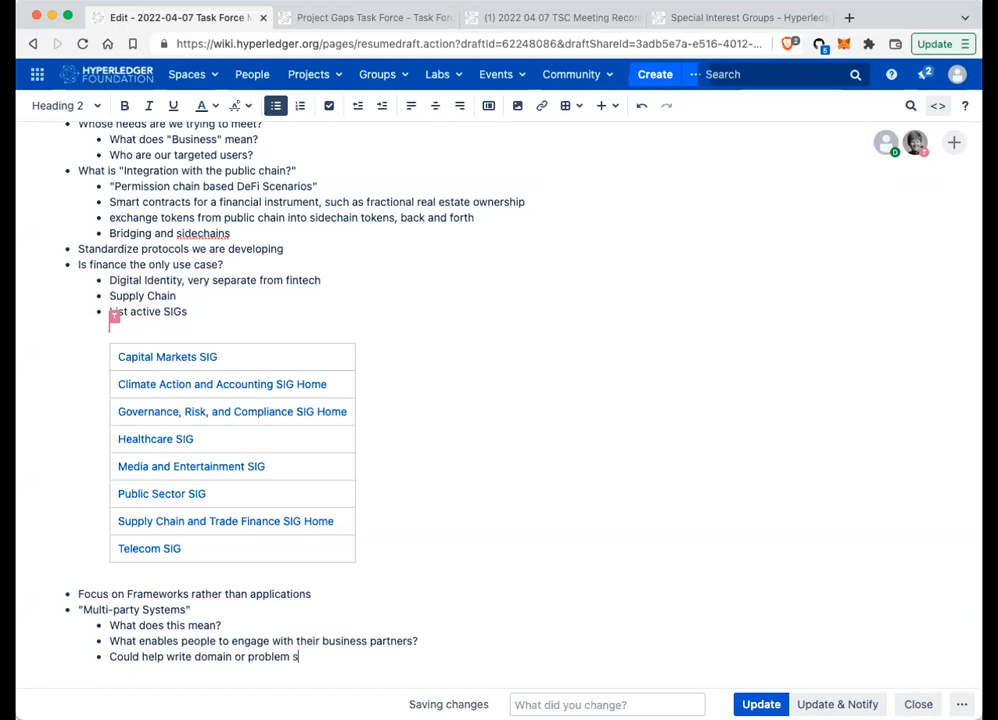 Edit - 2022-04-07 Task Force M
Project Gaps Task Force - Task For
(1) 2022 04 07 TSC Meeting Record
Special Interest Groups - Hyperled
https://wiki.hyperledger.org/pages/resumedraft.action?draftId=62248086&draftShareId=3adb5e7a-e516-4012-...
2
5
Update
HYPERLEDGER
FOUNDATION
Spaces
People
Projects
Groups
Labs
Events
Community
Create
Search
2
Heading 2
B
I
U
A
Whose needs are we trying to meet?
What does "Business" mean?
Who are our targeted users?
What is "Integration with the public chain?"
"Permission chain based DeFi Scenarios"
Smart contracts for a financial instrument, such as fractional real estate ownership
exchange tokens from public chain into sidechain tokens, back and forth
Bridging and sidechains
Standardize protocols we are developing
Is finance the only use case?
Digital Identity, very separate from fintech
Supply Chain
List active SIGs
T
Capital Markets SIG
Climate Action and Accounting SIG Home
Governance, Risk, and Compliance SIG Home
Healthcare SIG
Media and Entertainment SIG
Public Sector SIG
Supply Chain and Trade Finance SIG Home
Telecom SIG
Focus on Frameworks rather than applications
"Multi-party Systems"
What does this mean?
What enables people to engage with their business partners?
Could help write domain or problem s
D
T
Saving changes
What did you change?
Update
Update & Notify
Close